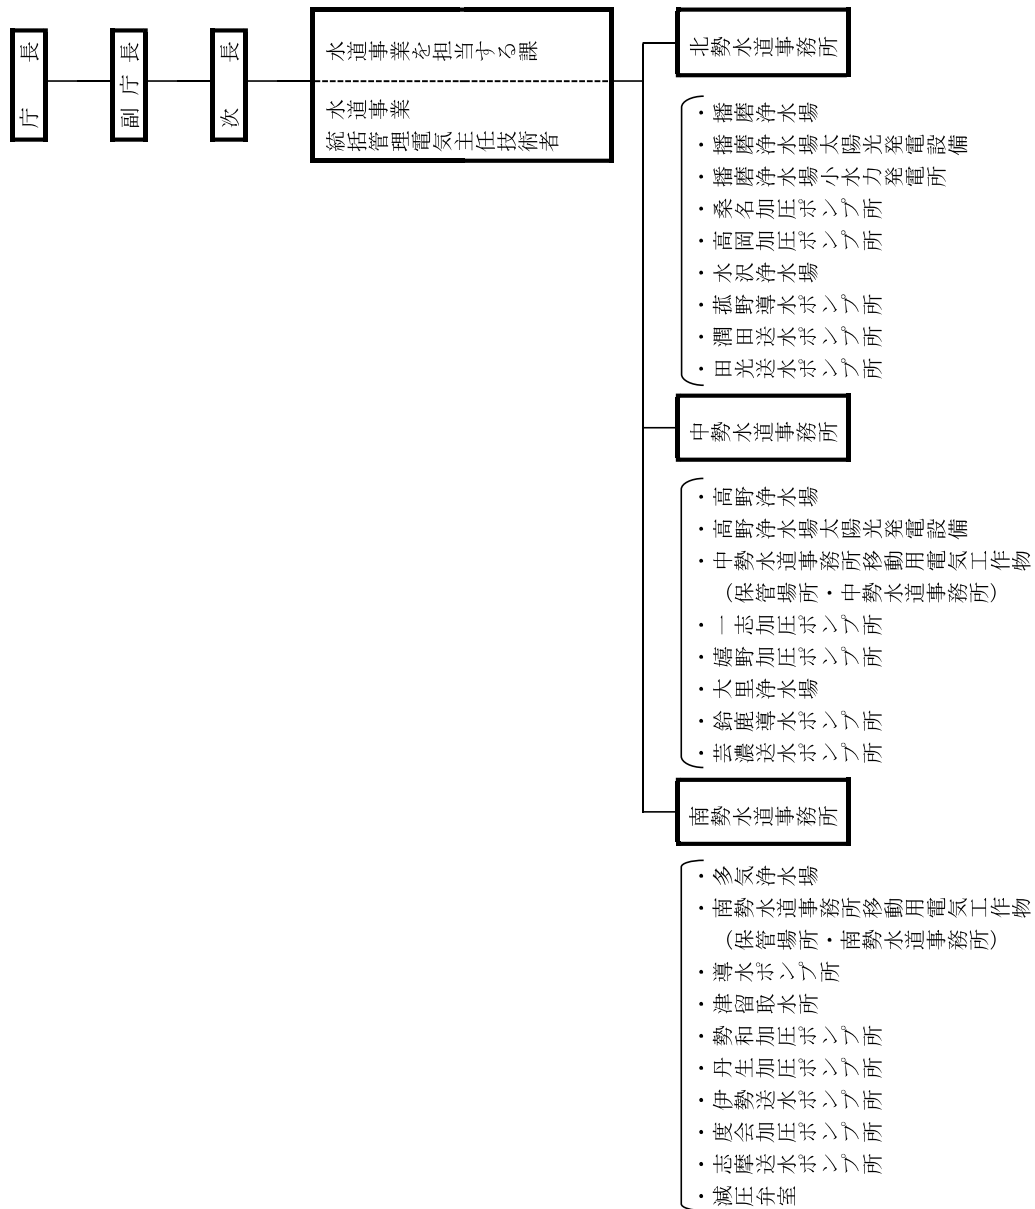 庁長
副庁長
次長
水道事業を担当する課
水道事業
統括管理電気主任技術者
北勢水道事務所
・播磨浄水場
・播磨浄水場太陽光発電設備
・播磨浄水場小水力発電所
・桑名加圧ポンプ所
・高岡加圧ポンプ所
・水沢浄水場
・菰野導水ポンプ所
・潤田送水ポンプ所
・田光送水ポンプ所
中勢水道事務所
・高野浄水場
・高野浄水場太陽光発電設備
・中勢水道事務所移動用電気工作物
（保管場所・中勢水道事務所）
・一志加圧ポンプ所
・嬉野加圧ポンプ所
・大里浄水場
・鈴鹿導水ポンプ所
・芸濃送水ポンプ所
南勢水道事務所
・多気浄水場
・南勢水道事務所移動用電気工作物
（保管場所・南勢水道事務所）
・導水ポンプ所
・津留取水所
・勢和加圧ポンプ所
・丹生加圧ポンプ所
・伊勢送水ポンプ所
・度会加圧ポンプ所
・志摩送水ポンプ所
・減圧弁室